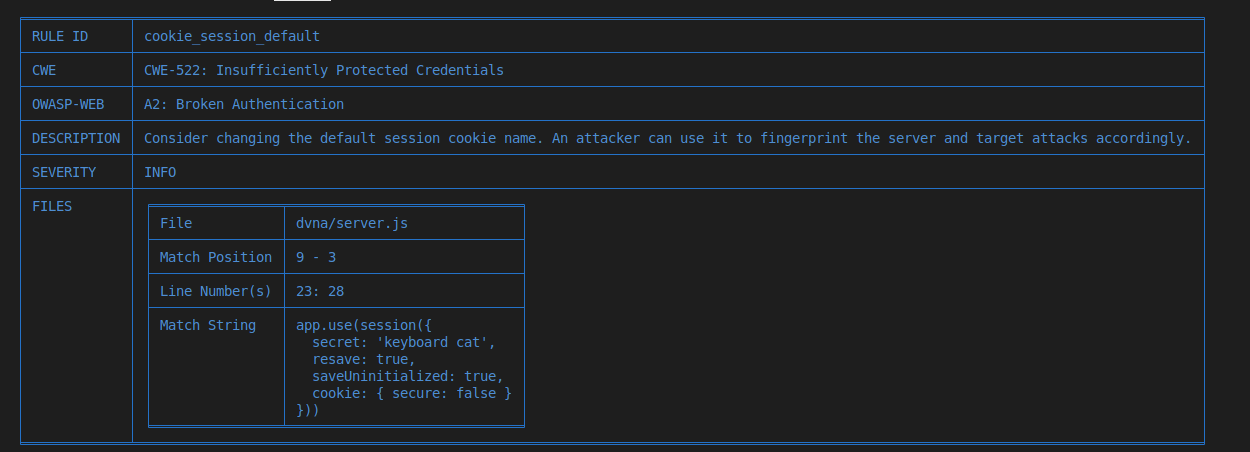 RULE ID cookie_session_default
CWE CWE-522: Insufficiently Protected Credentials
OWASP-WEB A2: Broken Authentication
DESCRIPTION Consider changing the default session cookie name. An attacker can use it to fingerprint the server and target attacks accordingly.
SEVERITY INFO
FILES
File dvna/server.js
Match Position 9 - 3
Line Number(s) 23: 28
Match String app.use(session({
  secret: 'keyboard cat',
  resave: true,
  saveUninitialized: true,
  cookie: { secure: false }
}))